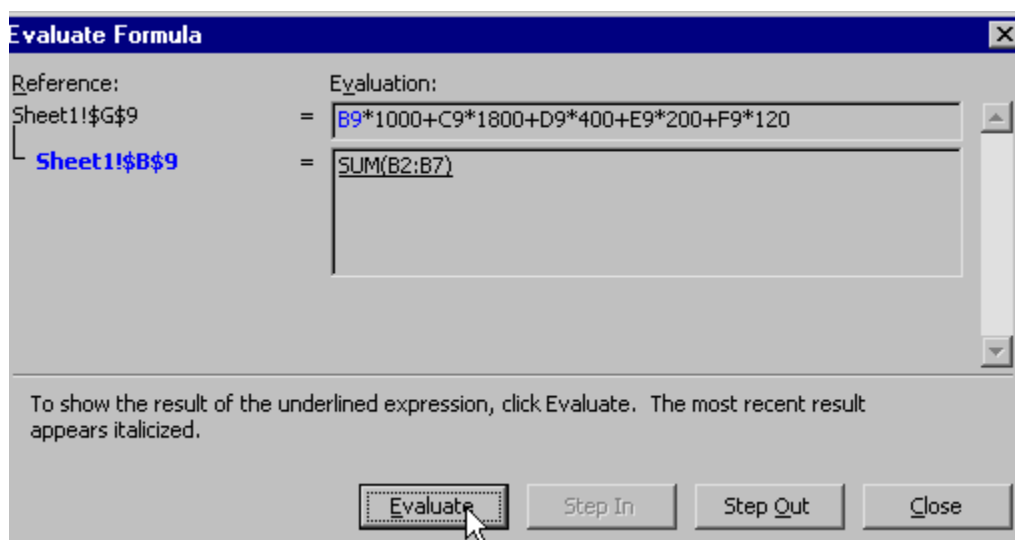 Evaluate Formula
Reference:
Evaluation:
Sheet1!$G$9 = B9*1000+C9*1800+D9*400+E9*200+F9*120
Sheet1!$B$9 = SUM(B2:B7)
To show the result of the underlined expression, click Evaluate. The most recent result
appears italicized.
Evaluate
Step In
Step Out
Close